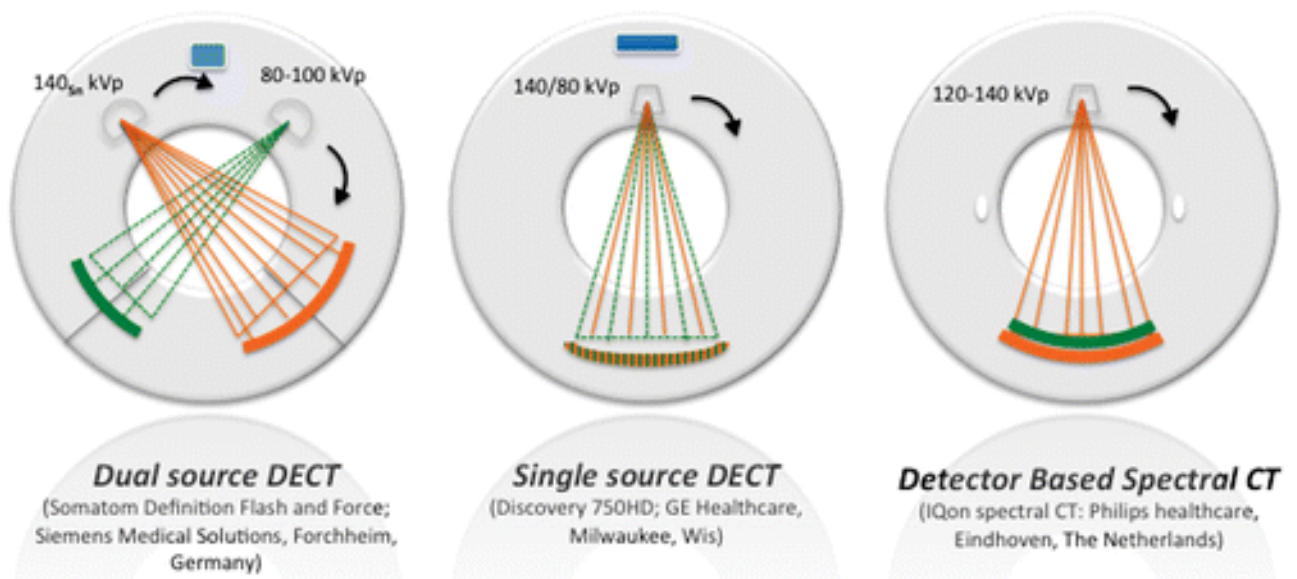 140Sn kVp
80-100 kVp
140/80 kVp
120-140 kVp
Dual source DECT
(Somatom Definition Flash and Force;
Siemens Medical Solutions, Forchheim,
Germany)
Single source DECT
(Discovery 750HD; GE Healthcare,
Milwaukee, Wis)
Detector Based Spectral CT
(IQon spectral CT: Philips healthcare,
Eindhoven, The Netherlands)